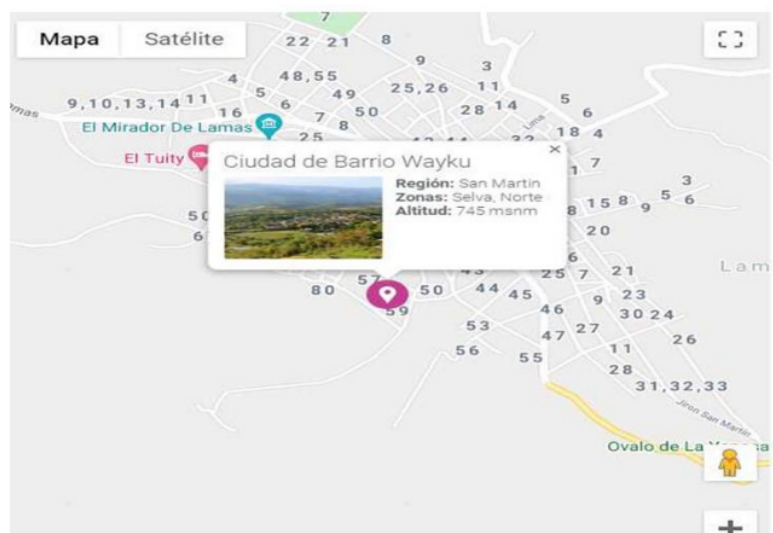 7
Mapa Satélite 22 21 8
9 3
4 48,55
5 49 25,26 11
9,10,13,14 11 6 28 14 5
16 7 50 6
El Mirador De Lamas 8 Lima 18 4
25
El Tuity
Ciudad de Barrio Wayku ×
7
Región: San Martin
Zonas: Selva, Norte
Altitud: 745 msnm
3
5 6
8 15 8 9
20
6
25 7 21
Lam
57
80 50 44 45
59 9 23
46 30 24
53 47 27 26
56 55 11
28
31,32,33
Jiron San Martin
Ovalo de La
+